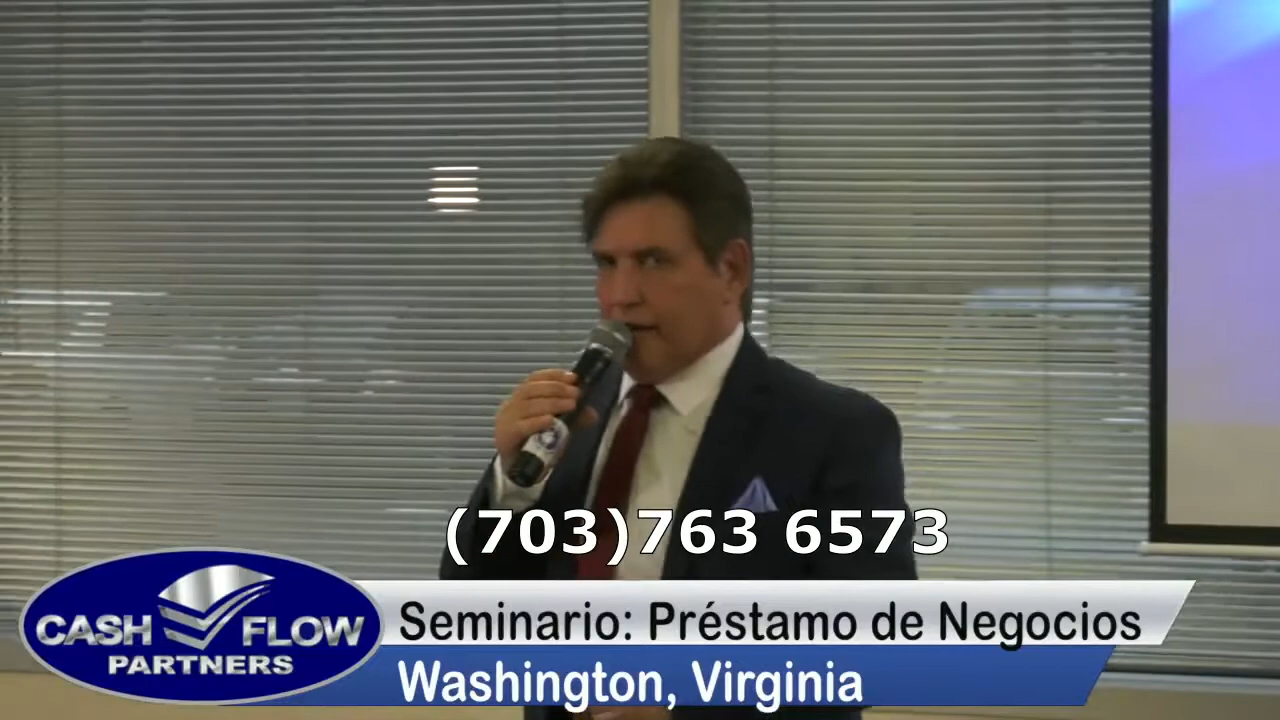 (703)763 6573
CASH FLOW
PARTNERS
Seminario: Préstamo de Negocios
Washington, Virginia